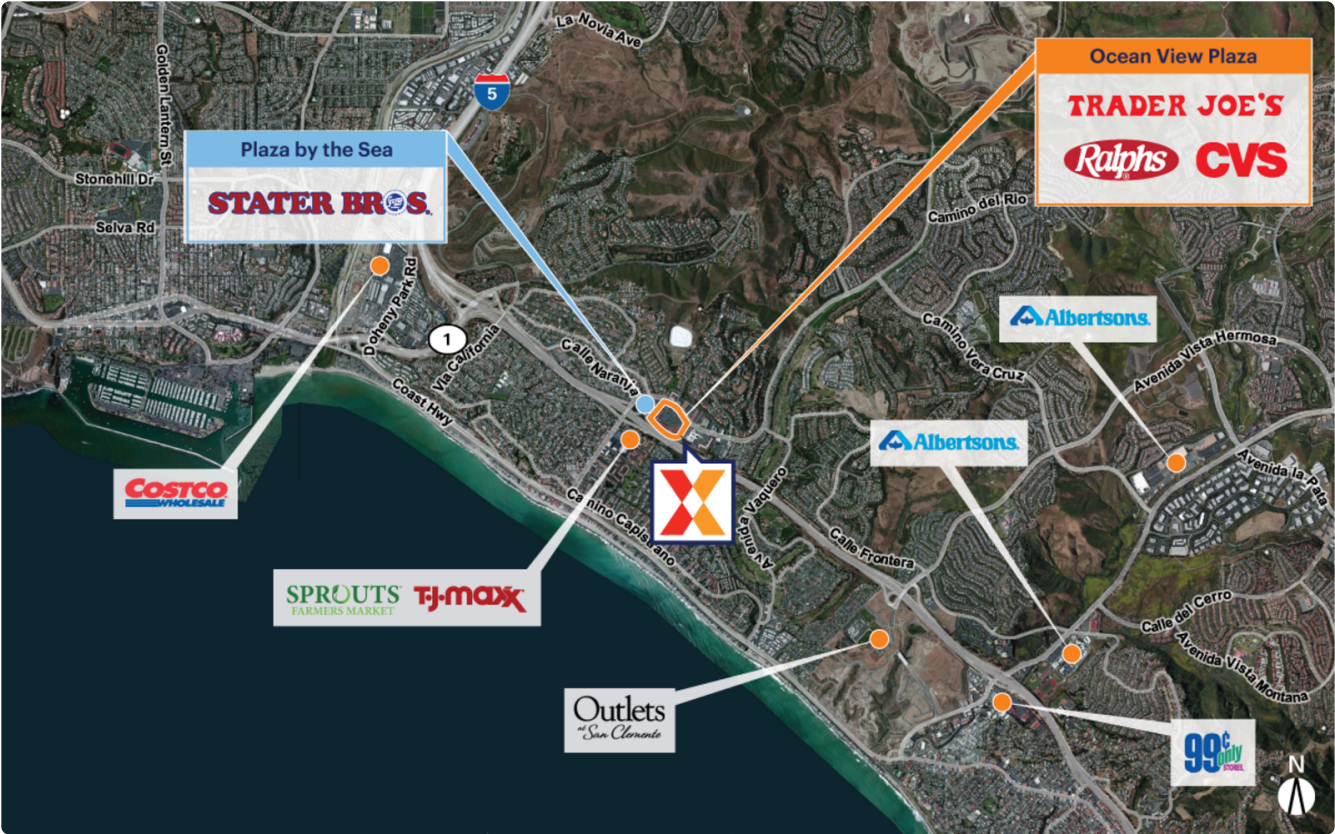 La Novia Ave
Golden Lantern St
5
Ocean View Plaza
TRADER JOE'S
Ralphs
CVS
Plaza by the Sea
STATER BROS.
Stonehill Dr
Selva Rd
Camino del Rio
Doheny Park Rd
1
Via California
Coast Hwy
Calle Naranja
Albertsons.
Camino Vera Cruz
Avenida Vista Hermosa
Albertsons.
Avenida la Pata
COSTCO
WHOLESALE
Camino Capistrano
Avenida Vaquero
Calle Frontera
SPROUTS
FARMERS MARKET
T·J·maxx
Calle del Cerro
Avenida Vista Montana
Outlets
at San Clemente
99¢ only
STORES.
N